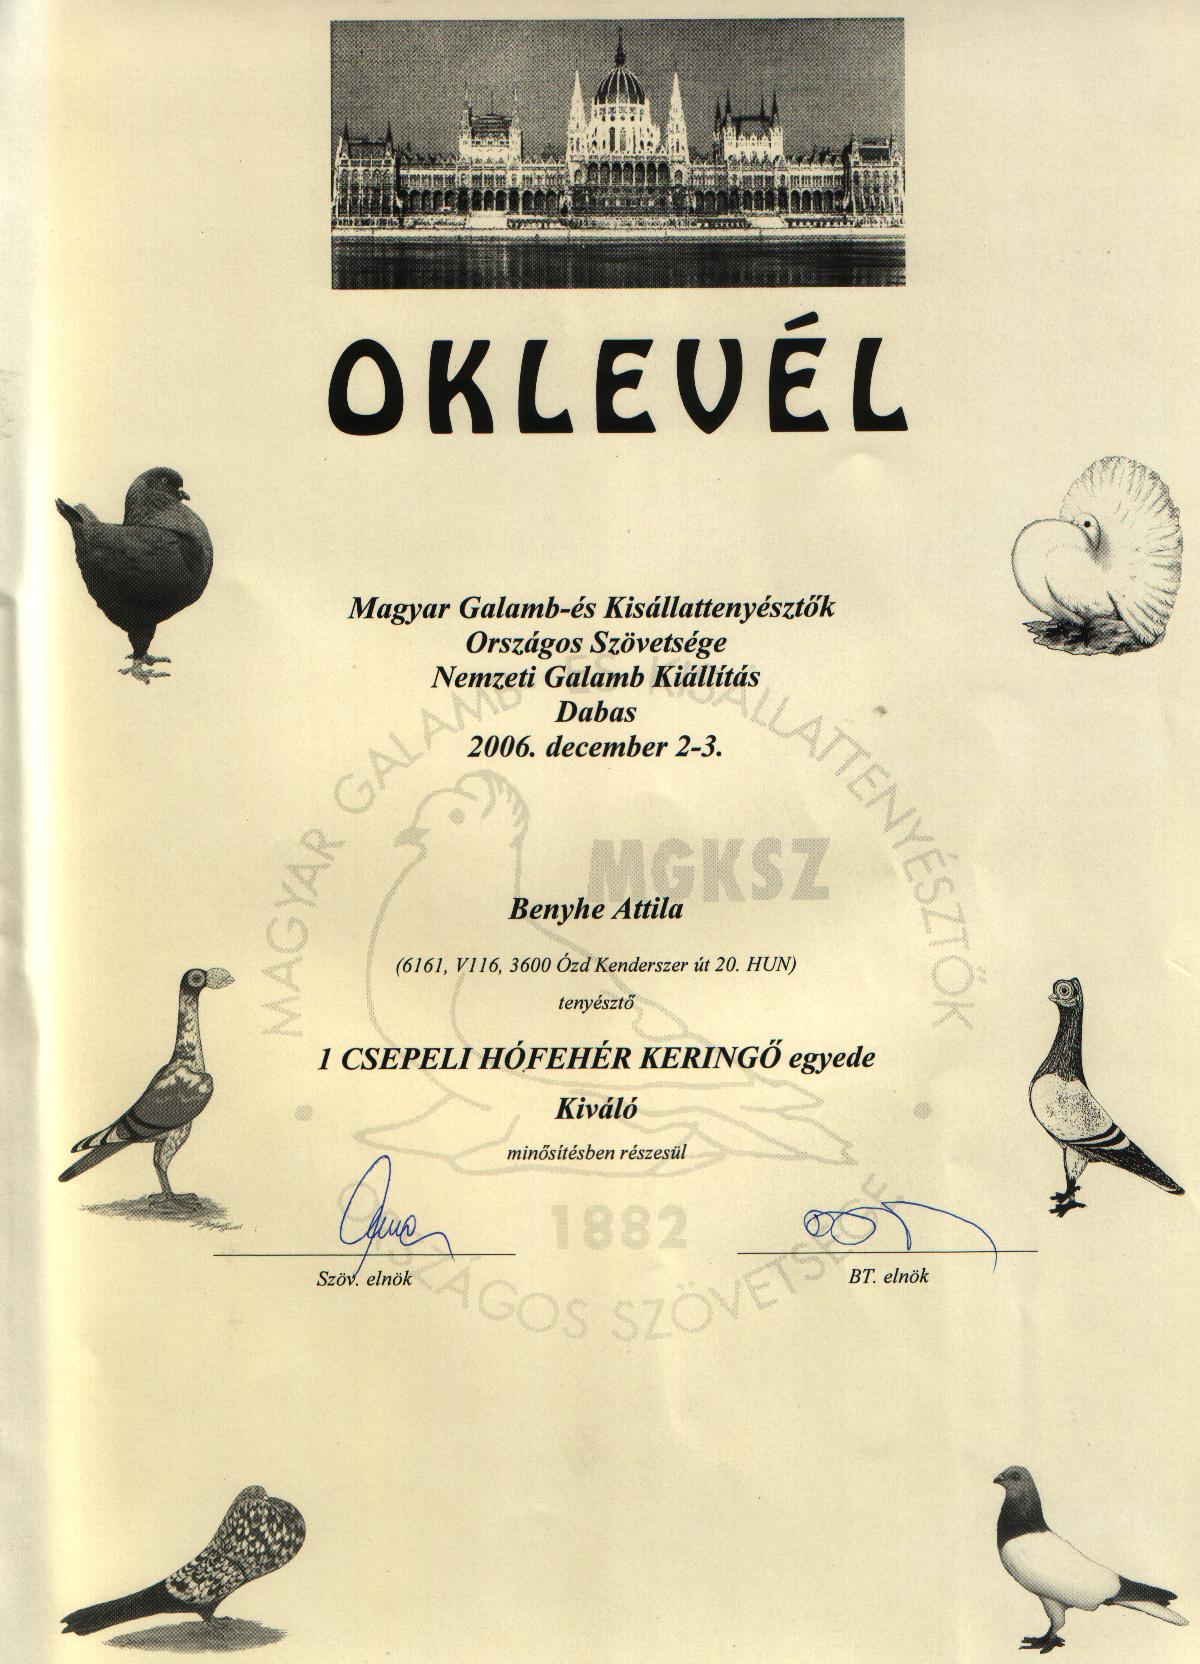 OKLEVÉL
Magyar Galamb-és Kisállattenyésztők
Országos Szövetsége
Nemzeti Galamb Kiállítás
Dabas
2006. december 2-3.
MAGYAR GALAMB- ÉS KISÁLLATTENYÉSZTŐK
MGKSZ
Benyhe Attila
(6161, V116, 3600 Ózd Kenderszer út 20. HUN)
tenyésztő
1 CSEPELI HÓFEHÉR KERINGŐ egyede
Kiváló
minősítésben részesül
1882
ORSZÁGOS SZÖVETSÉGE
Szöv. elnök
BT. elnök